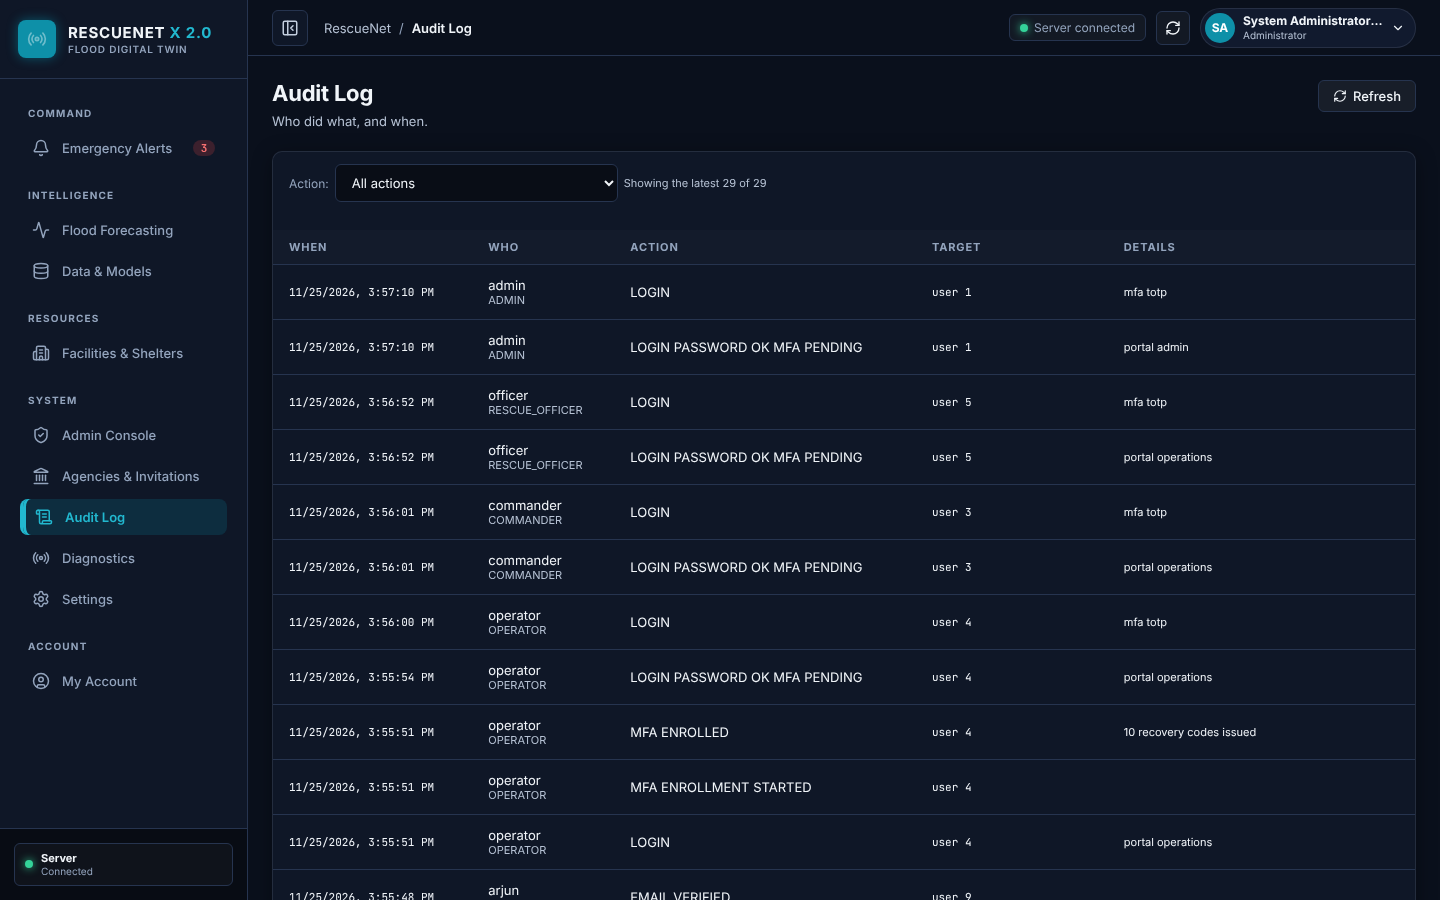 RESCUENET X 2.0
FLOOD DIGITAL TWIN
COMMAND
Emergency Alerts 3
INTELLIGENCE
Flood Forecasting
Data & Models
RESOURCES
Facilities & Shelters
SYSTEM
Admin Console
Agencies & Invitations
Audit Log
Diagnostics
Settings
ACCOUNT
My Account
Server
Connected
RescueNet / Audit Log
Server connected
SA
System Administrator...
Administrator
Audit Log
Who did what, and when.
Refresh
Action: All actions Showing the latest 29 of 29
WHEN WHO ACTION TARGET DETAILS
11/25/2026, 3:57:10 PM admin ADMIN LOGIN user 1 mfa totp
11/25/2026, 3:57:10 PM admin ADMIN LOGIN PASSWORD OK MFA PENDING user 1 portal admin
11/25/2026, 3:56:52 PM officer RESCUE_OFFICER LOGIN user 5 mfa totp
11/25/2026, 3:56:52 PM officer RESCUE_OFFICER LOGIN PASSWORD OK MFA PENDING user 5 portal operations
11/25/2026, 3:56:01 PM commander COMMANDER LOGIN user 3 mfa totp
11/25/2026, 3:56:01 PM commander COMMANDER LOGIN PASSWORD OK MFA PENDING user 3 portal operations
11/25/2026, 3:56:00 PM operator OPERATOR LOGIN user 4 mfa totp
11/25/2026, 3:55:54 PM operator OPERATOR LOGIN PASSWORD OK MFA PENDING user 4 portal operations
11/25/2026, 3:55:51 PM operator OPERATOR MFA ENROLLED user 4 10 recovery codes issued
11/25/2026, 3:55:51 PM operator OPERATOR MFA ENROLLMENT STARTED user 4
11/25/2026, 3:55:51 PM operator OPERATOR LOGIN user 4 portal operations
11/25/2026, 3:55:48 PM arjun EMAIL VERIFIED user 9